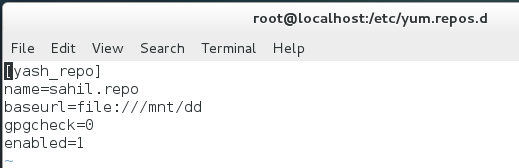 root@localhost:/etc/yum.repos.d
File Edit View Search Terminal Help
[yash_repo]
name=sahil.repo
baseurl=file:///mnt/dd
gpgcheck=0
enabled=1
~